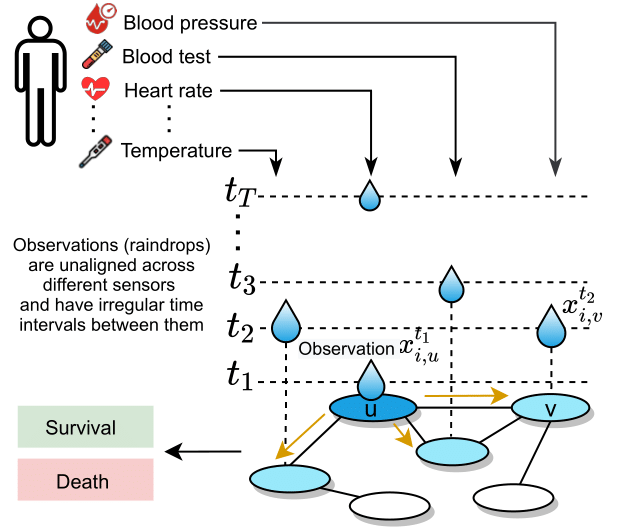 Blood pressure
Blood test
Heart rate
Temperature
t_T
Observations (raindrops)
are unaligned across
different sensors
and have irregular time
intervals between them
t_3
x_{i,v}^{t_2}
t_2
Observation x_{i,u}^{t_1}
t_1
u
v
Survival
Death